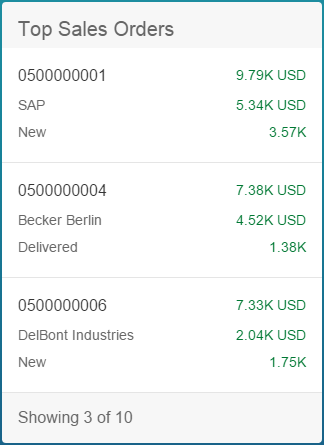 Top Sales Orders
0500000001 9.79K USD
SAP 5.34K USD
New 3.57K
0500000004 7.38K USD
Becker Berlin 4.52K USD
Delivered 1.38K
0500000006 7.33K USD
DelBont Industries 2.04K USD
New 1.75K
Showing 3 of 10